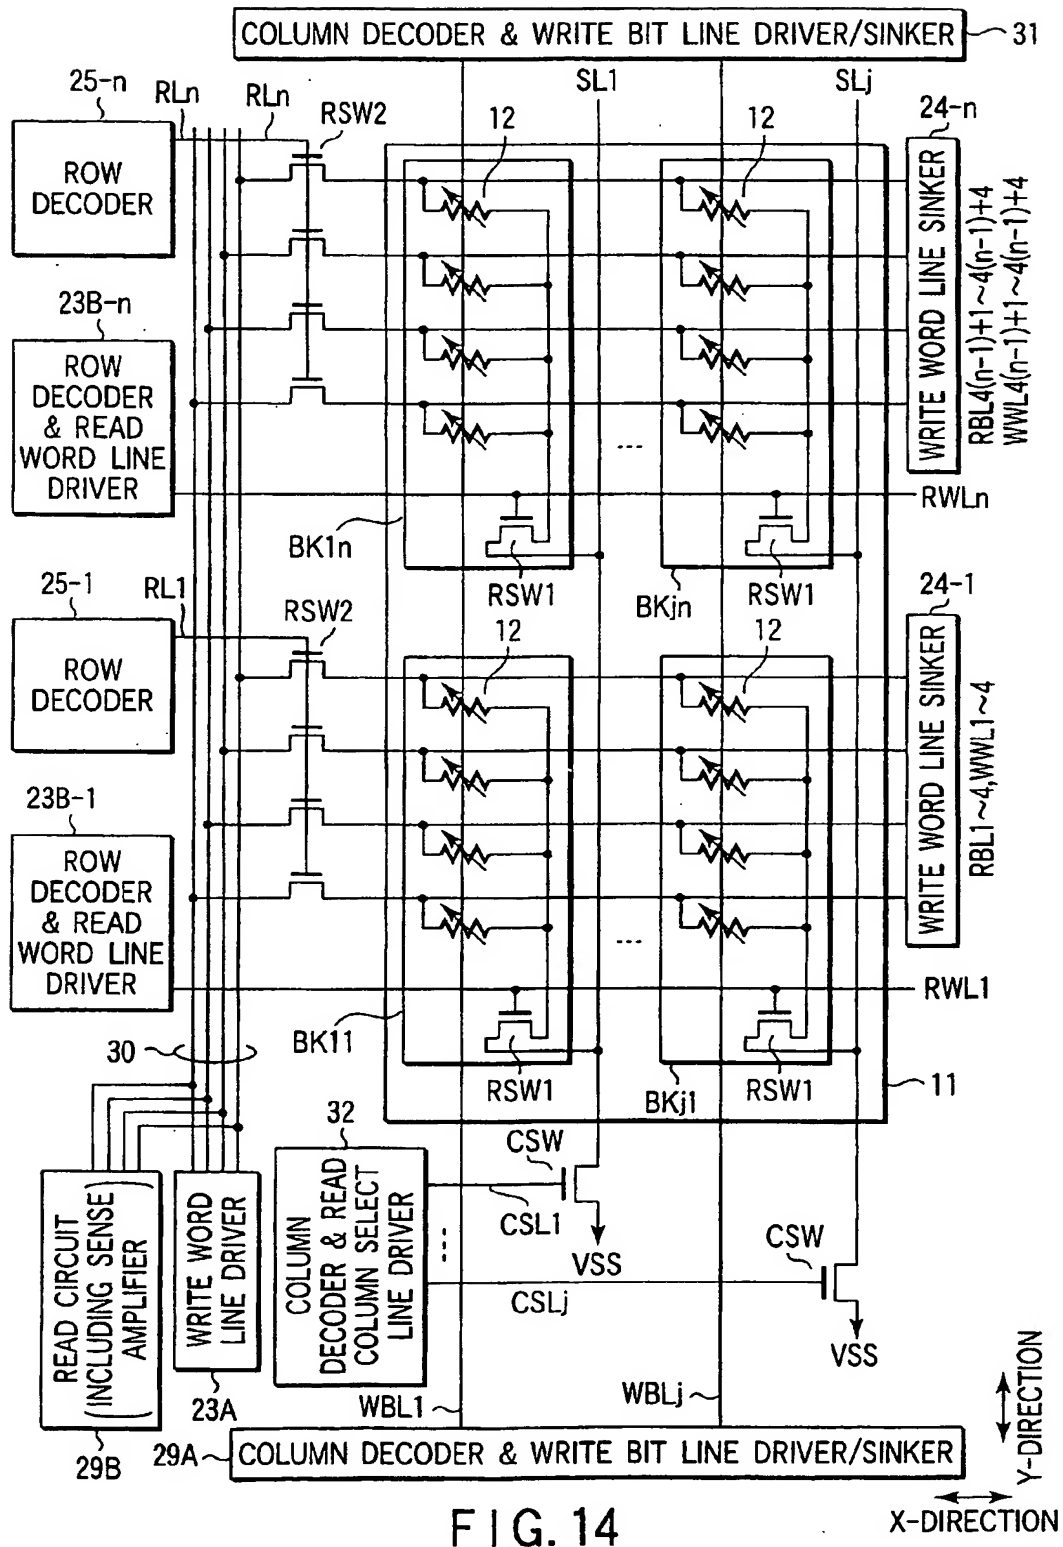 COLUMN DECODER & WRITE BIT LINE DRIVER/SINKER
31
25-n
RLn
RLn
RSW2
SL1
SLj
12
12
24-n
ROW
DECODER
WRITE WORD LINE SINKER
RBL4(n-1)+1~4(n-1)+4
WWL4(n-1)+1~4(n-1)+4
23B-n
ROW
DECODER
& READ
WORD LINE
DRIVER
...
...
RWLn
BK1n
RSW1
BKjn
RSW1
25-1
RL1
RSW2
12
12
24-1
ROW
DECODER
WRITE WORD LINE SINKER
RBL1~4,WWL1~4
23B-1
ROW
DECODER
& READ
WORD LINE
DRIVER
...
...
RWL1
30
BK11
RSW1
BKj1
RSW1
11
32
CSW
COLUMN
DECODER & READ
COLUMN SELECT
LINE DRIVER
CSL1
VSS
CSW
CSLj
VSS
READ CIRCUIT
(INCLUDING SENSE
AMPLIFIER)
WRITE WORD
LINE DRIVER
23A
29B
WBL1
WBLj
29A
COLUMN DECODER & WRITE BIT LINE DRIVER/SINKER
Y-DIRECTION
X-DIRECTION
FIG. 14